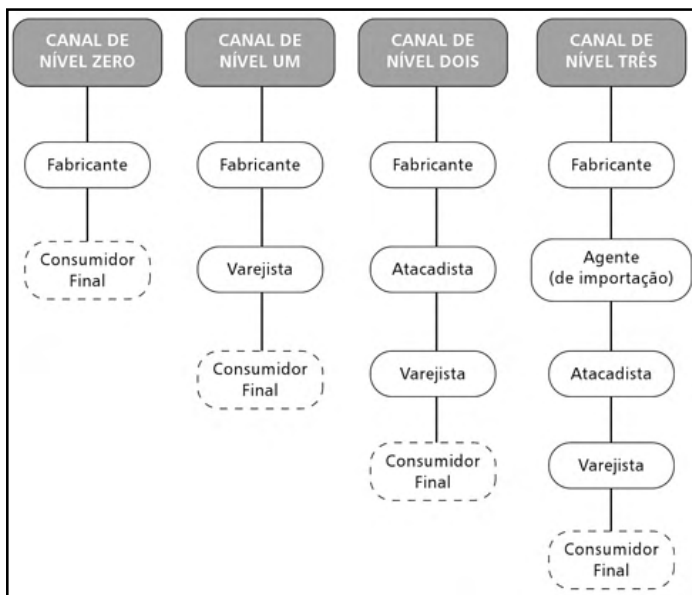 CANAL DE
NÍVEL ZERO
Fabricante
Consumidor
Final
CANAL DE
NÍVEL UM
Fabricante
Varejista
Consumidor
Final
CANAL DE
NÍVEL DOIS
Fabricante
Atacadista
Varejista
Consumidor
Final
CANAL DE
NÍVEL TRÊS
Fabricante
Agente
(de importação)
Atacadista
Varejista
Consumidor
Final